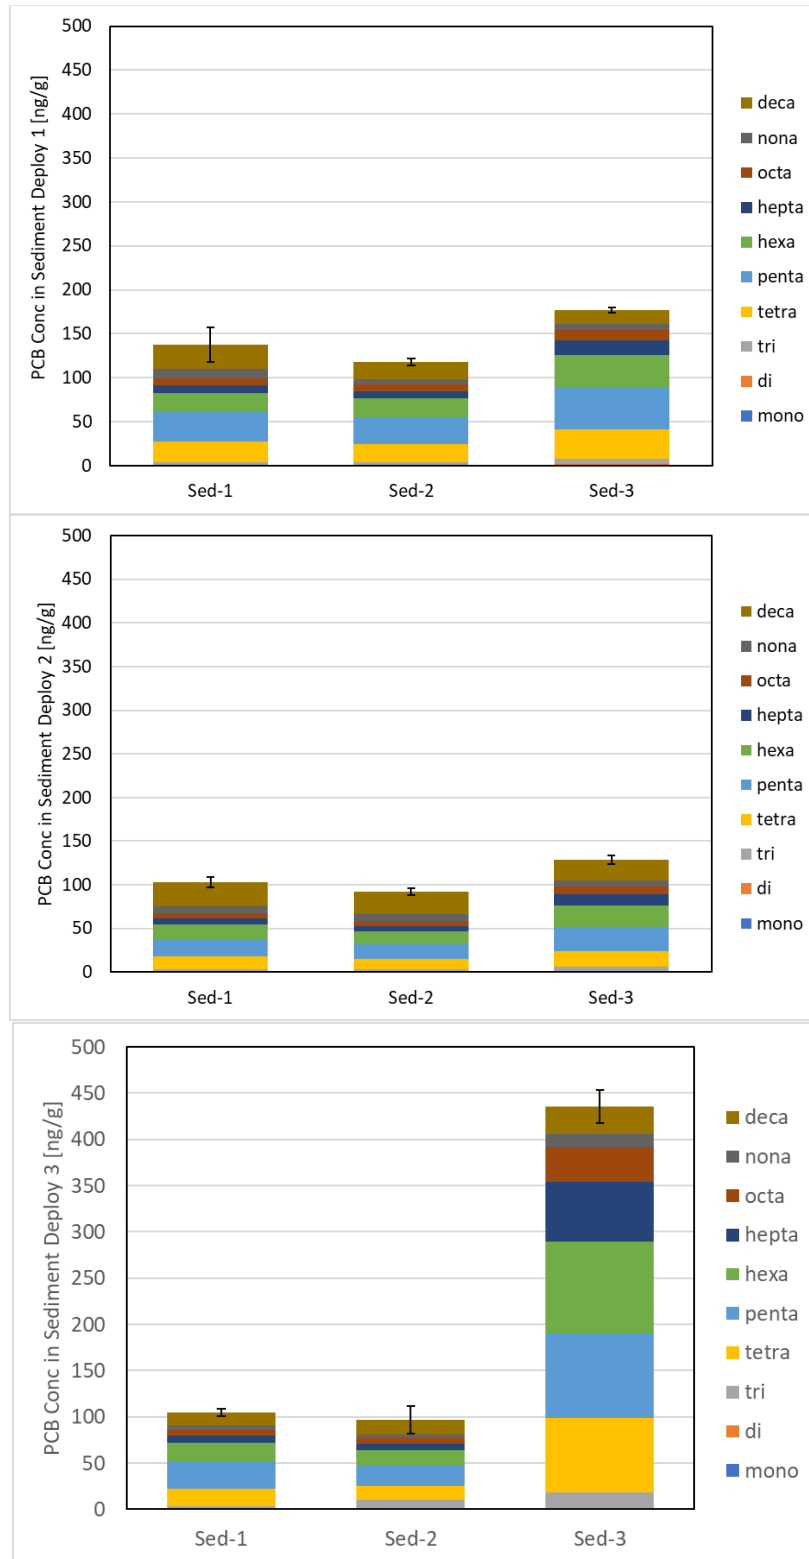 PCB Conc in Sediment Deploy 1 [ng/g]
500
450
400
350
300
250
200
150
100
50
0
Sed-1 Sed-2 Sed-3
deca
nona
octa
hepta
hexa
penta
tetra
tri
di
mono
PCB Conc in Sediment Deploy 2 [ng/g]
500
450
400
350
300
250
200
150
100
50
0
Sed-1 Sed-2 Sed-3
deca
nona
octa
hepta
hexa
penta
tetra
tri
di
mono
PCB Conc in Sediment Deploy 3 [ng/g]
500
450
400
350
300
250
200
150
100
50
0
Sed-1 Sed-2 Sed-3
deca
nona
octa
hepta
hexa
penta
tetra
tri
di
mono